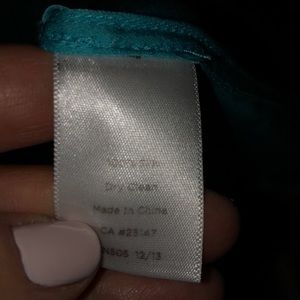 100% Silk
Dry Clean
Made in China
CA #25147
12/13